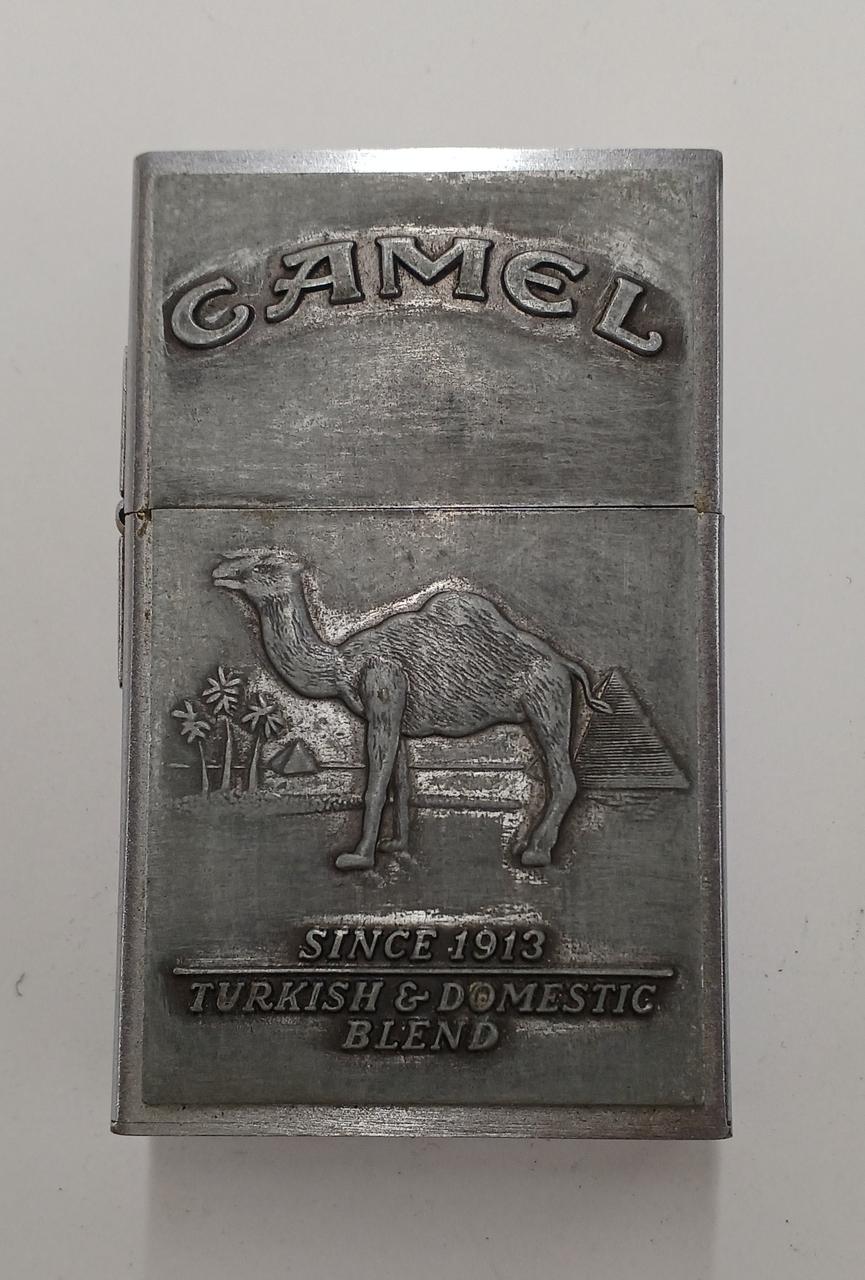 CAMEL
SINCE 1913
TURKISH & DOMESTIC
BLEND